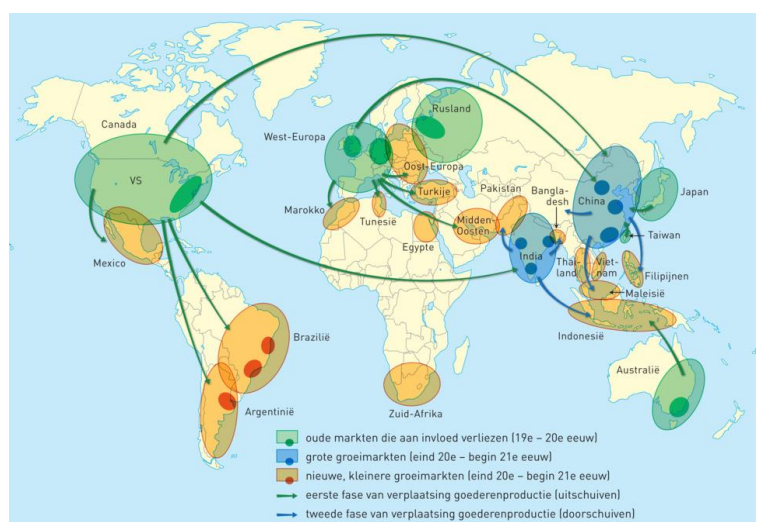 Canada
VS
Mexico
Brazilië
Argentinië
West-Europa
Rusland
Oost-Europa
Turkije
Marokko
Tunesië
Egypte
Midden-
Oosten
Pakistan
Bangla-
desh
China
Japan
Taiwan
India
Thai-
land
Viet-
nam
Filipijnen
Maleisië
Indonesië
Australië
Zuid-Afrika
oude markten die aan invloed verliezen (19e – 20e eeuw)
grote groeimarkten (eind 20e – begin 21e eeuw)
nieuwe, kleinere groeimarkten (eind 20e – begin 21e eeuw)
eerste fase van verplaatsing goederenproductie (uitschuiven)
tweede fase van verplaatsing goederenproductie (doorschuiven)